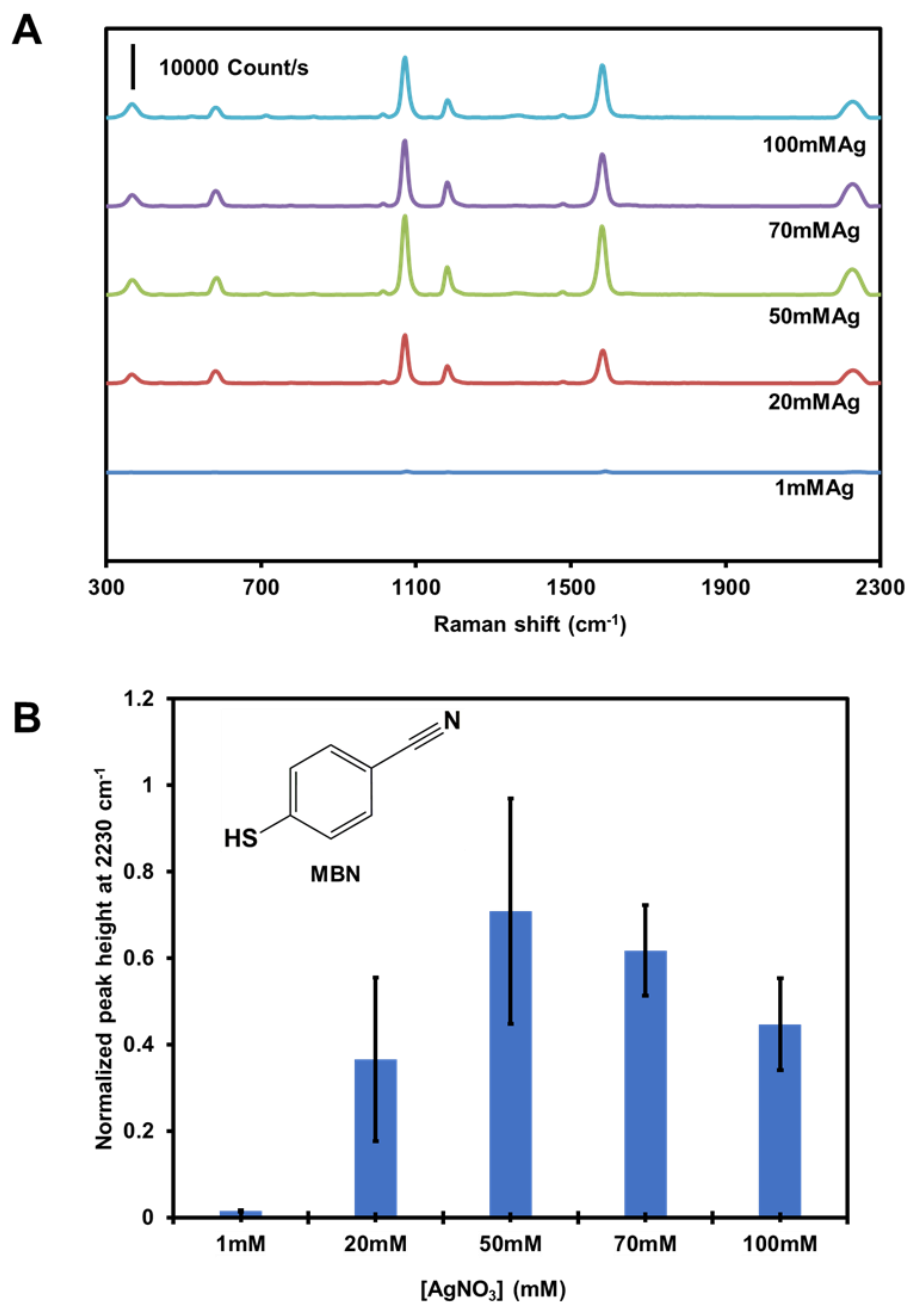 A
10000 Count/s
100mMAg
70mMAg
50mMAg
20mMAg
1mMAg
300 700 1100 1500 1900 2300
Raman shift (cm⁻¹)
B
Normalized peak height at 2230 cm⁻¹
1.2
1
0.8
0.6
0.4
0.2
0
N
HS
MBN
1mM 20mM 50mM 70mM 100mM
[AgNO₃] (mM)